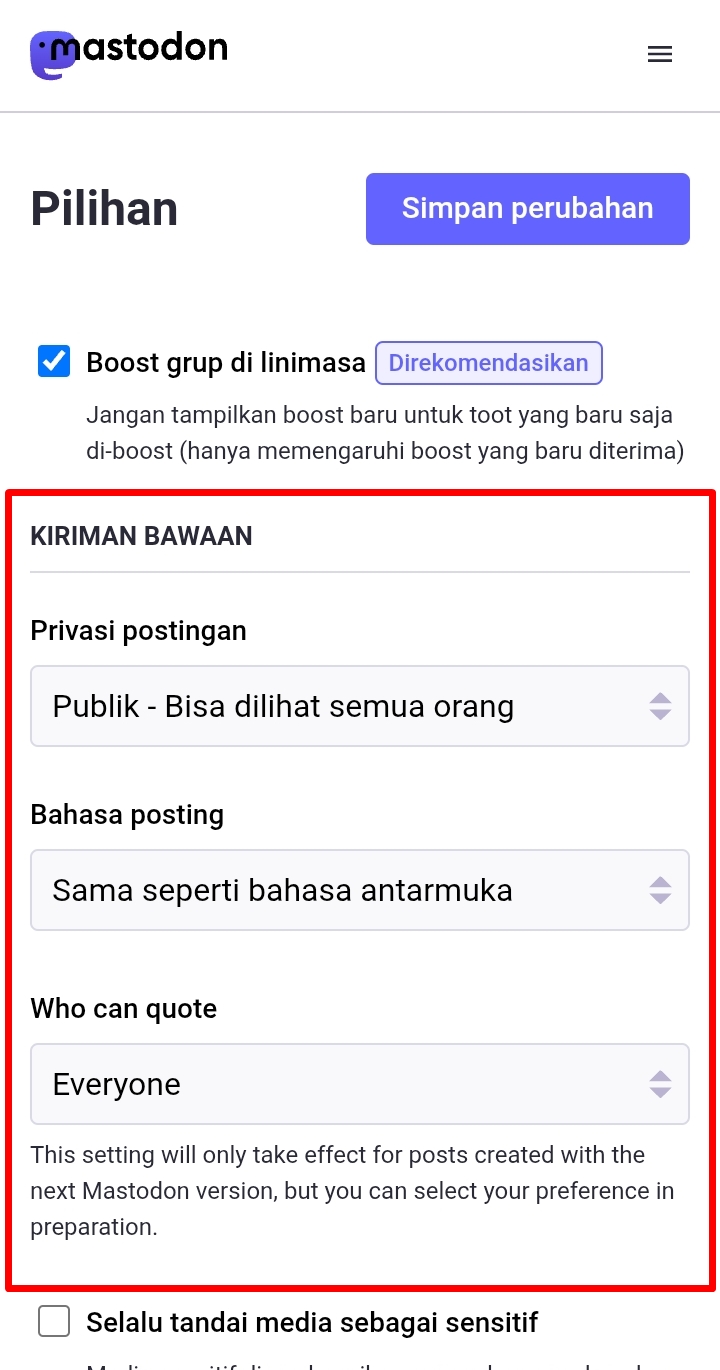 mastodon
Pilihan
Simpan perubahan
Boost grup di linimasa Direkomendasikan
Jangan tampilkan boost baru untuk toot yang baru saja
di-boost (hanya memengaruhi boost yang baru diterima)
KIRIMAN BAWAAN
Privasi postingan
Publik - Bisa dilihat semua orang
Bahasa posting
Sama seperti bahasa antarmuka
Who can quote
Everyone
This setting will only take effect for posts created with the
next Mastodon version, but you can select your preference in
preparation.
Selalu tandai media sebagai sensitif